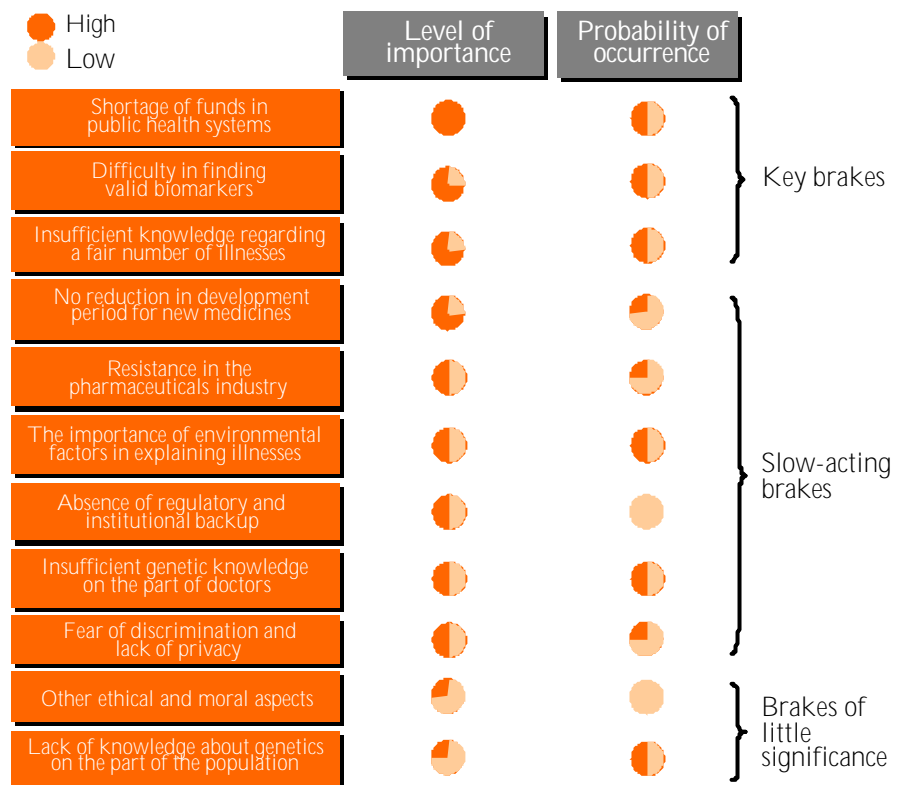 High
Low
Level of
importance
Probability of
occurrence
Shortage of funds in
public health systems
Difficulty in finding
valid biomarkers
Insufficient knowledge regarding
a fair number of illnesses
Key brakes
No reduction in development
period for new medicines
Resistance in the
pharmaceuticals industry
The importance of environmental
factors in explaining illnesses
Absence of regulatory and
institutional backup
Insufficient genetic knowledge
on the part of doctors
Fear of discrimination and
lack of privacy
Slow-acting
brakes
Other ethical and moral aspects
Lack of knowledge about genetics
on the part of the population
Brakes of
little
significance